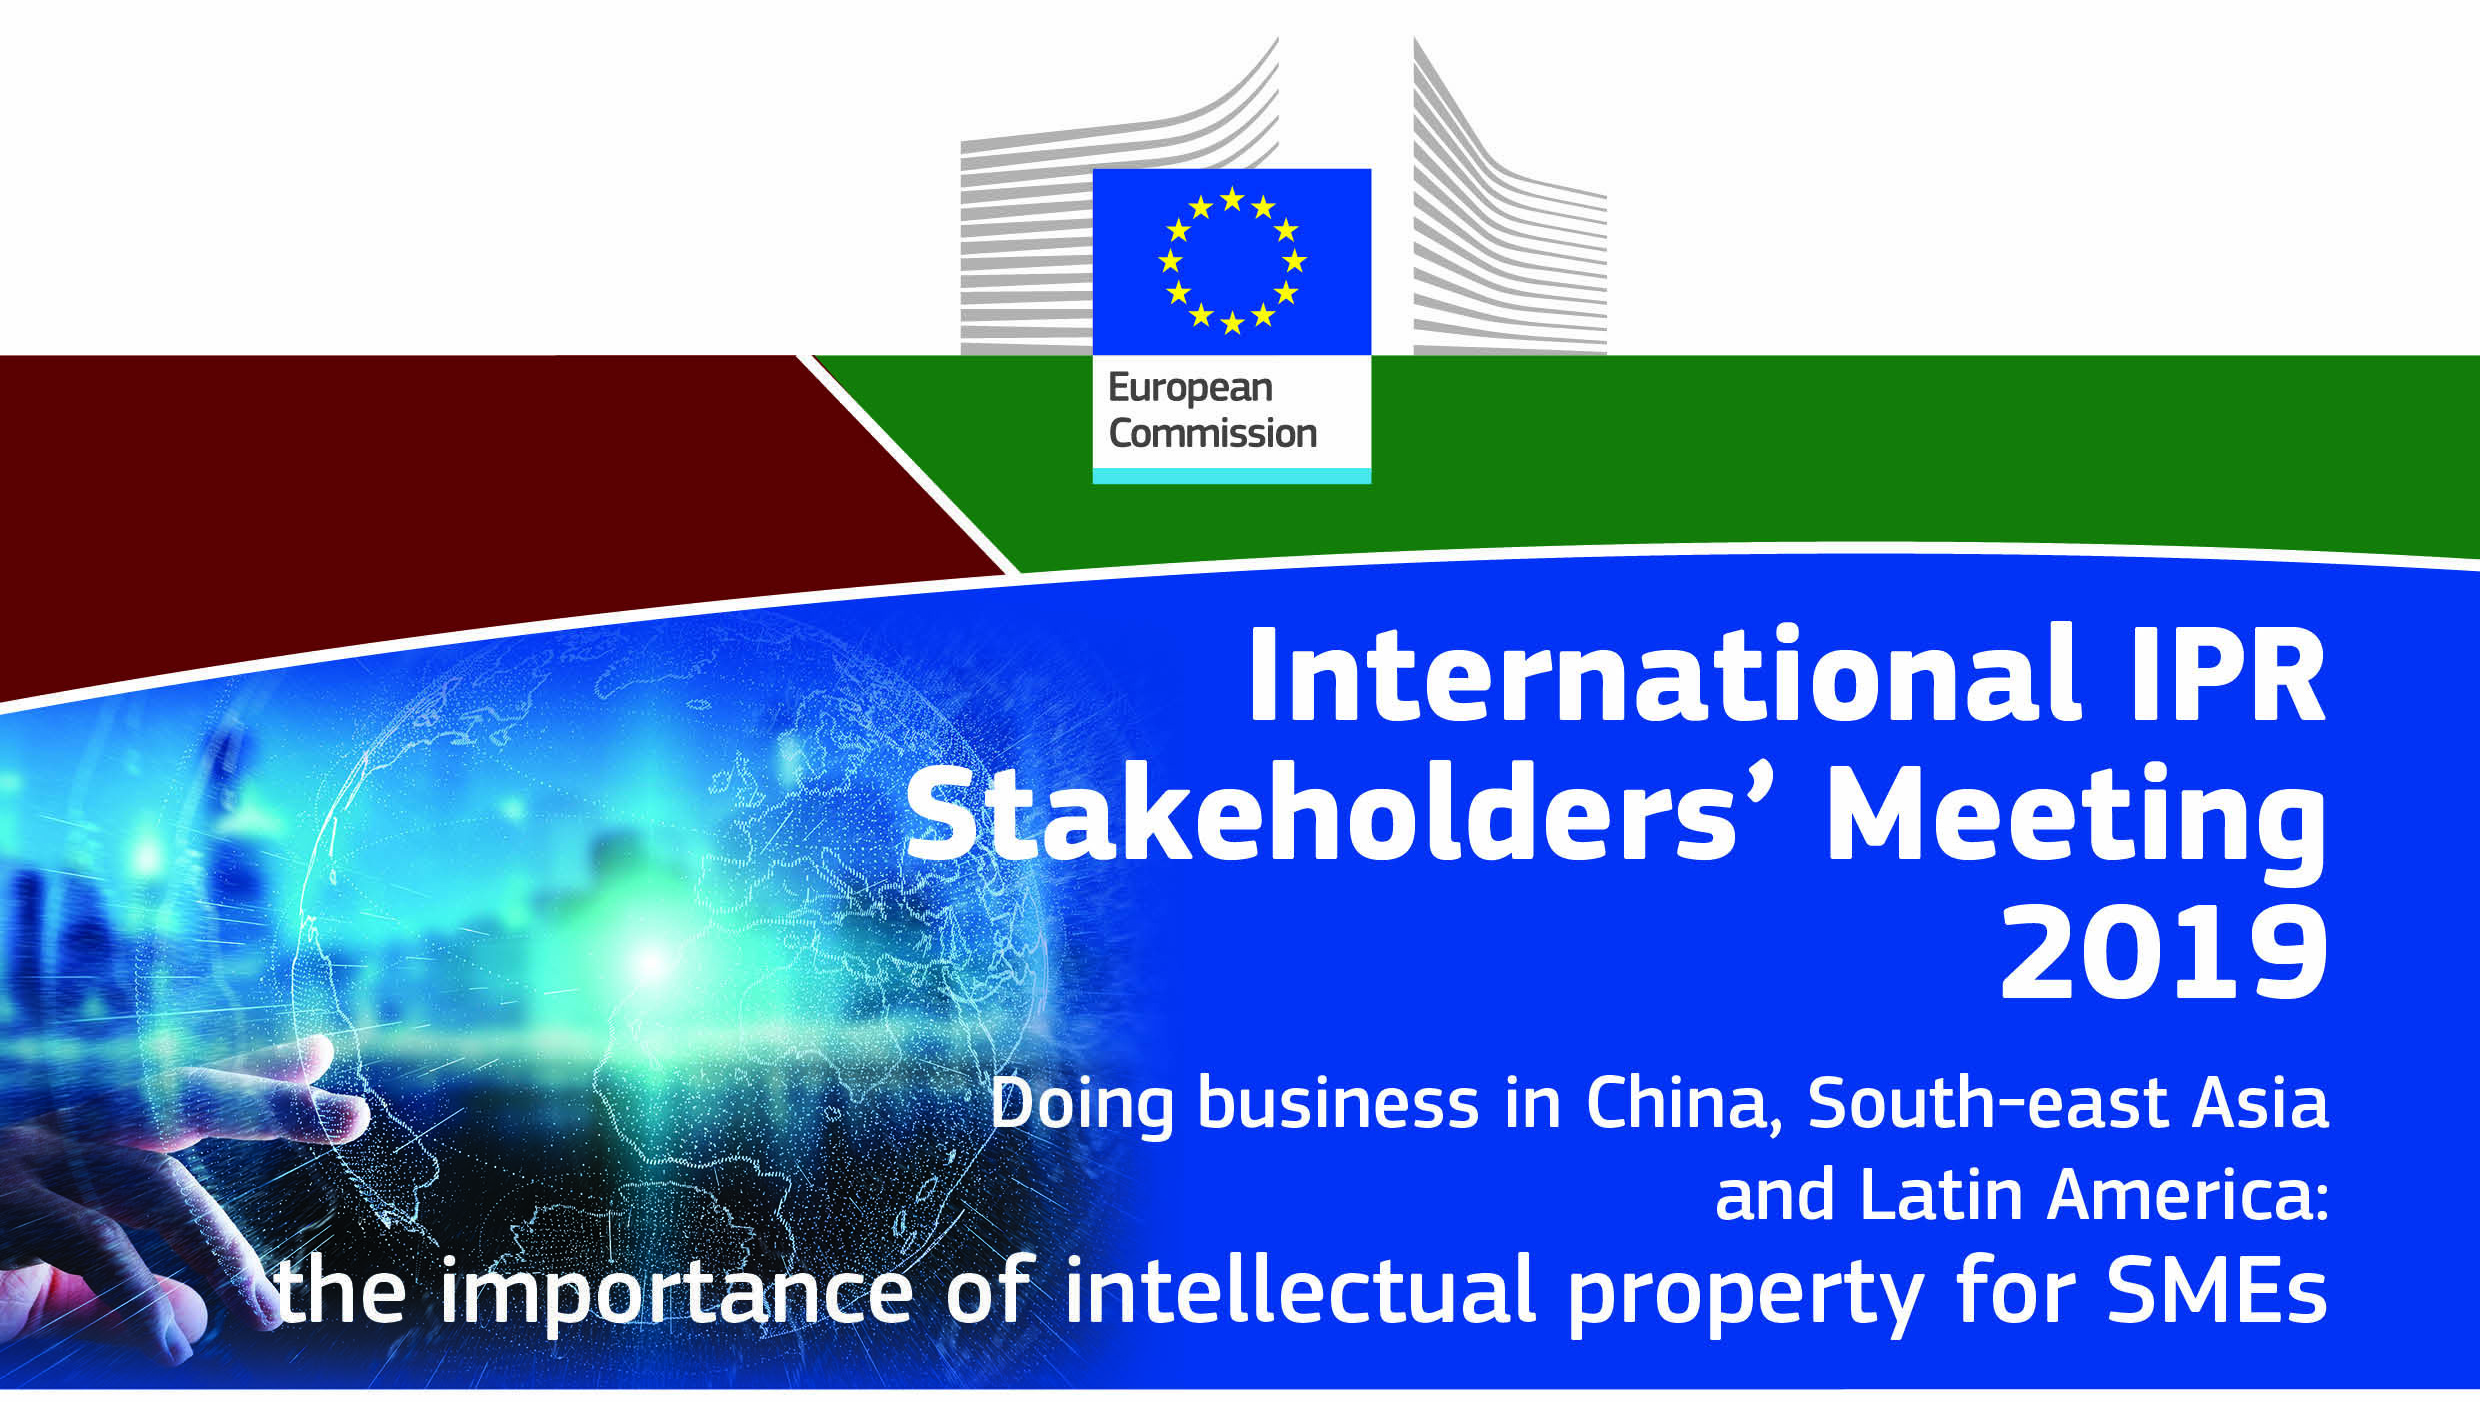 European
Commission
International IPR
Stakeholders’ Meeting
2019
Doing business in China, South-east Asia
and Latin America:
the importance of intellectual property for SMEs